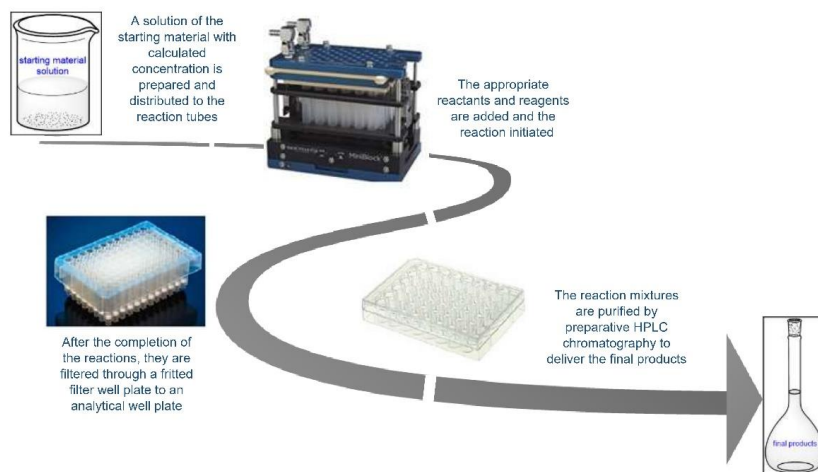 starting material
solution
A solution of the
starting material with
calculated
concentration is
prepared and
distributed to the
reaction tubes
MiniBlock
The appropriate
reactants and reagents
are added and the
reaction initiated
After the completion of
the reactions, they are
filtered through a fritted
filter well plate to an
analytical well plate
The reaction mixtures
are purified by
preparative HPLC
chromatography to
deliver the final products
final products